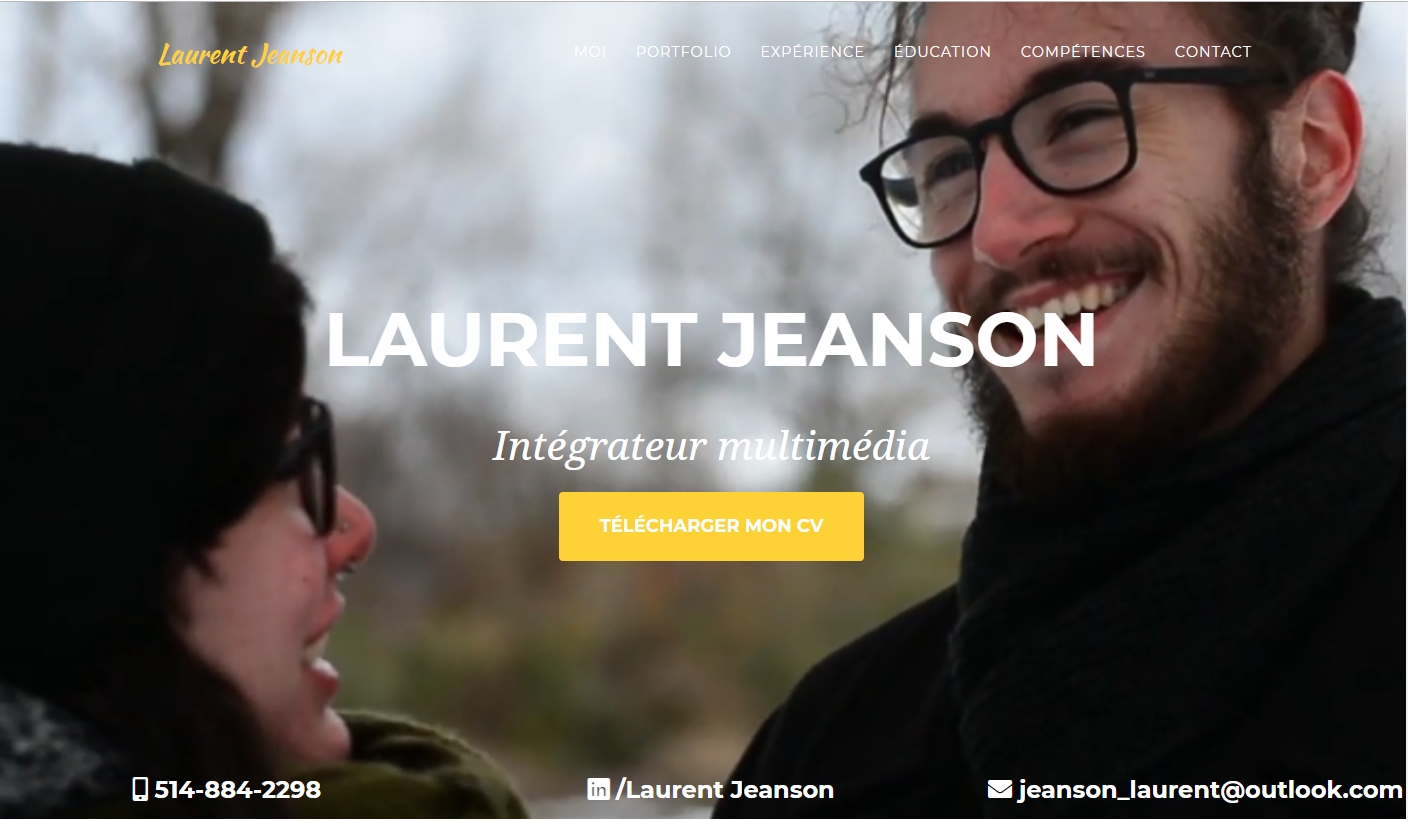 Laurent Jeanson
MOI PORTFOLIO EXPÉRIENCE ÉDUCATION COMPÉTENCES CONTACT
LAURENT JEANSON
Intégrateur multimédia
TÉLÉCHARGER MON CV
514-884-2298 /Laurent Jeanson jeanson_laurent@outlook.com